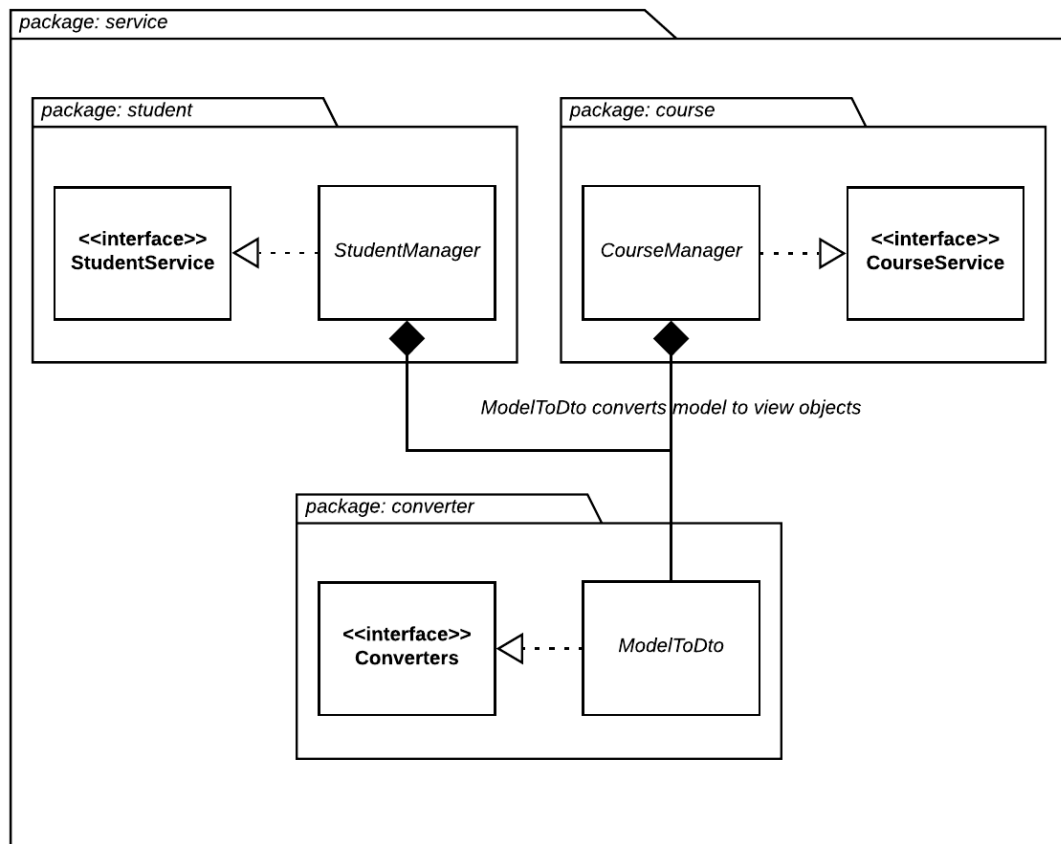 package: service
package: student
package: course
<<interface>>
StudentService
StudentManager
CourseManager
<<interface>>
CourseService
ModelToDto converts model to view objects
package: converter
<<interface>>
Converters
ModelToDto